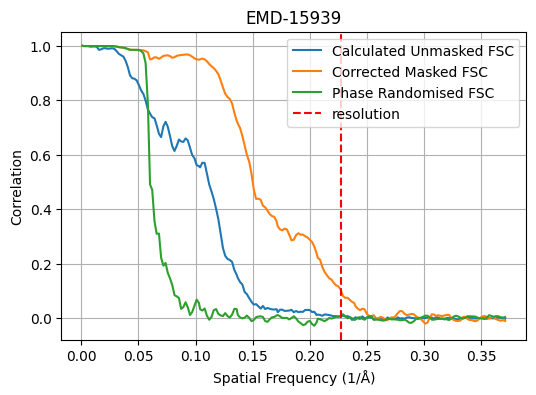 EMD-15939
Calculated Unmasked FSC
Corrected Masked FSC
Phase Randomised FSC
resolution
Correlation
1.0
0.8
0.6
0.4
0.2
0.0
0.00 0.05 0.10 0.15 0.20 0.25 0.30 0.35
Spatial Frequency (1/Å)